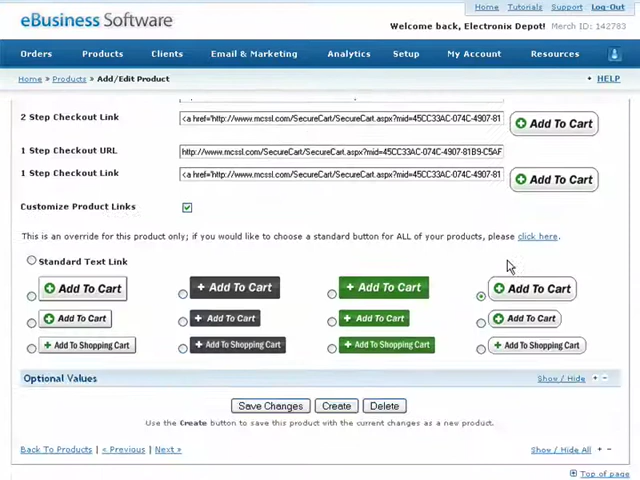 eBusiness Software
Home | Tutorials | Support | Log-Out
Welcome back, Electronix Depot! Merch ID: 142783
Orders Products Clients Email & Marketing Analytics Setup My Account Resources
Home > Products > Add/Edit Product
+ HELP
2 Step Checkout Link <a href='http://www.mcssl.com/SecureCart/SecureCart.aspx?mid=45CC33AC-074C-4907-81 Add To Cart
1 Step Checkout URL http://www.mcssl.com/SecureCart/SecureCart.aspx?mid=45CC33AC-074C-4907-81B9-C5AF
1 Step Checkout Link <a href='http://www.mcssl.com/SecureCart/SecureCart.aspx?mid=45CC33AC-074C-4907-81 Add To Cart
Customize Product Links
This is an override for this product only; if you would like to choose a standard button for ALL of your products, please click here.
Standard Text Link
Add To Cart + Add To Cart + Add To Cart Add To Cart
Add To Cart + Add To Cart + Add To Cart Add To Cart
+ Add To Shopping Cart + Add To Shopping Cart + Add To Shopping Cart + Add To Shopping Cart
Optional Values Show / Hide + -
Save Changes Create Delete
Use the Create button to save this product with the current changes as a new product.
Back To Products | < Previous | Next >
Show / Hide All + -
Top of page